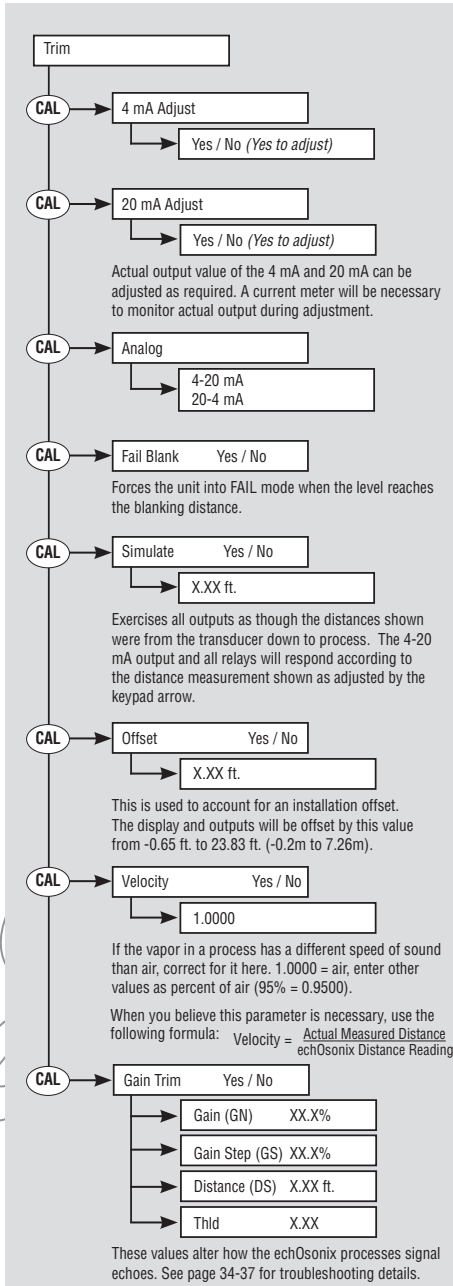 Trim
CAL
4 mA Adjust
Yes / No (Yes to adjust)
CAL
20 mA Adjust
Yes / No (Yes to adjust)
Actual output value of the 4 mA and 20 mA can be
adjusted as required. A current meter will be necessary
to monitor actual output during adjustment.
CAL
Analog
4-20 mA
20-4 mA
CAL
Fail Blank Yes / No
Forces the unit into FAIL mode when the level reaches
the blanking distance.
CAL
Simulate Yes / No
X.XX ft.
Exercises all outputs as though the distances shown
were from the transducer down to process. The 4-20
mA output and all relays will respond according to
the distance measurement shown as adjusted by the
keypad arrow.
CAL
Offset Yes / No
X.XX ft.
This is used to account for an installation offset.
The display and outputs will be offset by this value
from -0.65 ft. to 23.83 ft. (-0.2m to 7.26m).
CAL
Velocity Yes / No
1.0000
If the vapor in a process has a different speed of sound
than air, correct for it here. 1.0000 = air, enter other
values as percent of air (95% = 0.9500).
When you believe this parameter is necessary, use the
following formula: Velocity = Actual Measured Distance
echOsonix Distance Reading
CAL
Gain Trim Yes / No
Gain (GN) XX.X%
Gain Step (GS) XX.X%
Distance (DS) X.XX ft.
Thld X.XX
These values alter how the echOsonix processes signal
echoes. See page 34-37 for troubleshooting details.